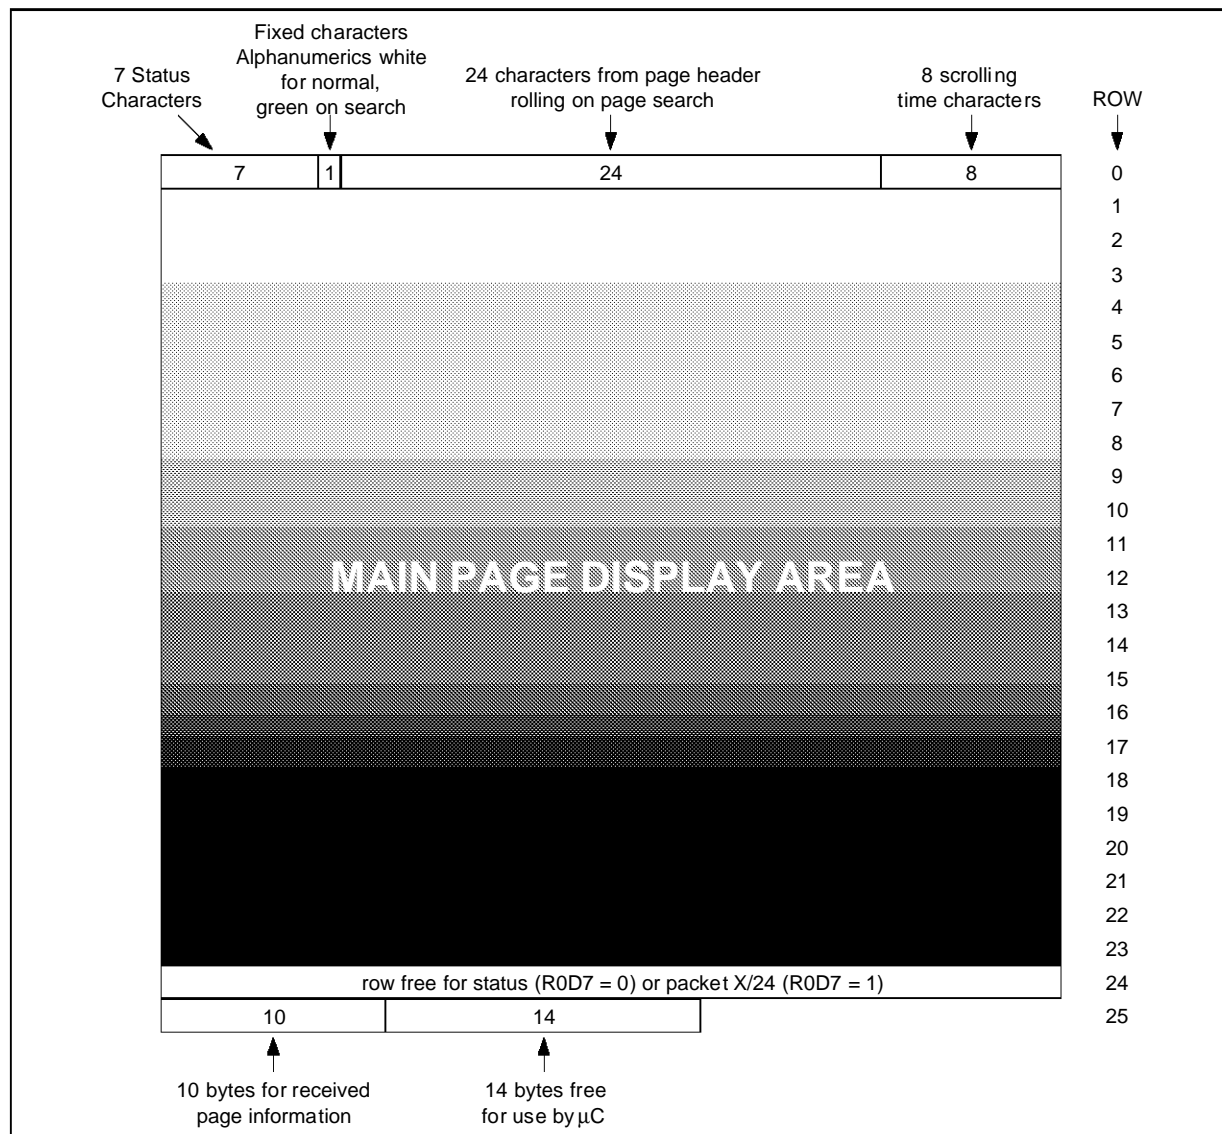 7 Status
Characters
Fixed characters
Alphanumerics white
for normal,
green on search
24 characters from page header
rolling on page search
8 scrolling
time characters
ROW
7 1 24 8 0
1
2
3
4
5
6
7
8
9
10
11
MAIN PAGE DISPLAY AREA 12
13
14
15
16
17
18
19
20
21
22
23
row free for status (R0D7 = 0) or packet X/24 (R0D7 = 1) 24
10 14 25
10 bytes for received
page information
14 bytes free
for use by µC